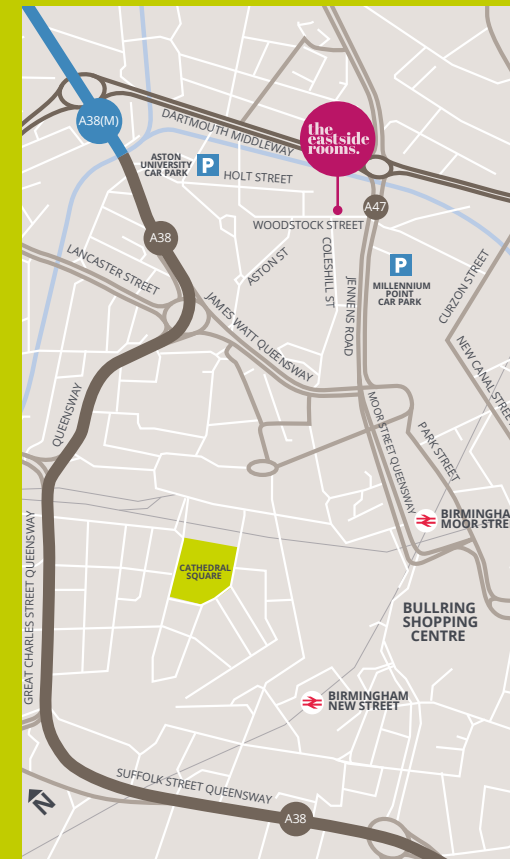 A38(M)
DARTMOUTH MIDDLEWAY
the
eastside
rooms.
ASTON
UNIVERSITY
CAR PARK
P
HOLT STREET
A47
WOODSTOCK STREET
A38
LANCASTER STREET
ASTON ST
COLESHILL ST
JENNENS ROAD
P
MILLENNIUM
POINT
CAR PARK
CURZON STREET
JAMES WATT QUEENSWAY
NEW CANAL STREET
QUEENSWAY
MOOR STREET QUEENSWAY
PARK STREET
GREAT CHARLES STREET QUEENSWAY
BIRMINGHA
MOOR STRE
CATHEDRAL
SQUARE
BULLRING
SHOPPING
CENTRE
BIRMINGHAM
NEW STREET
SUFFOLK STREET QUEENSWAY
N
A38